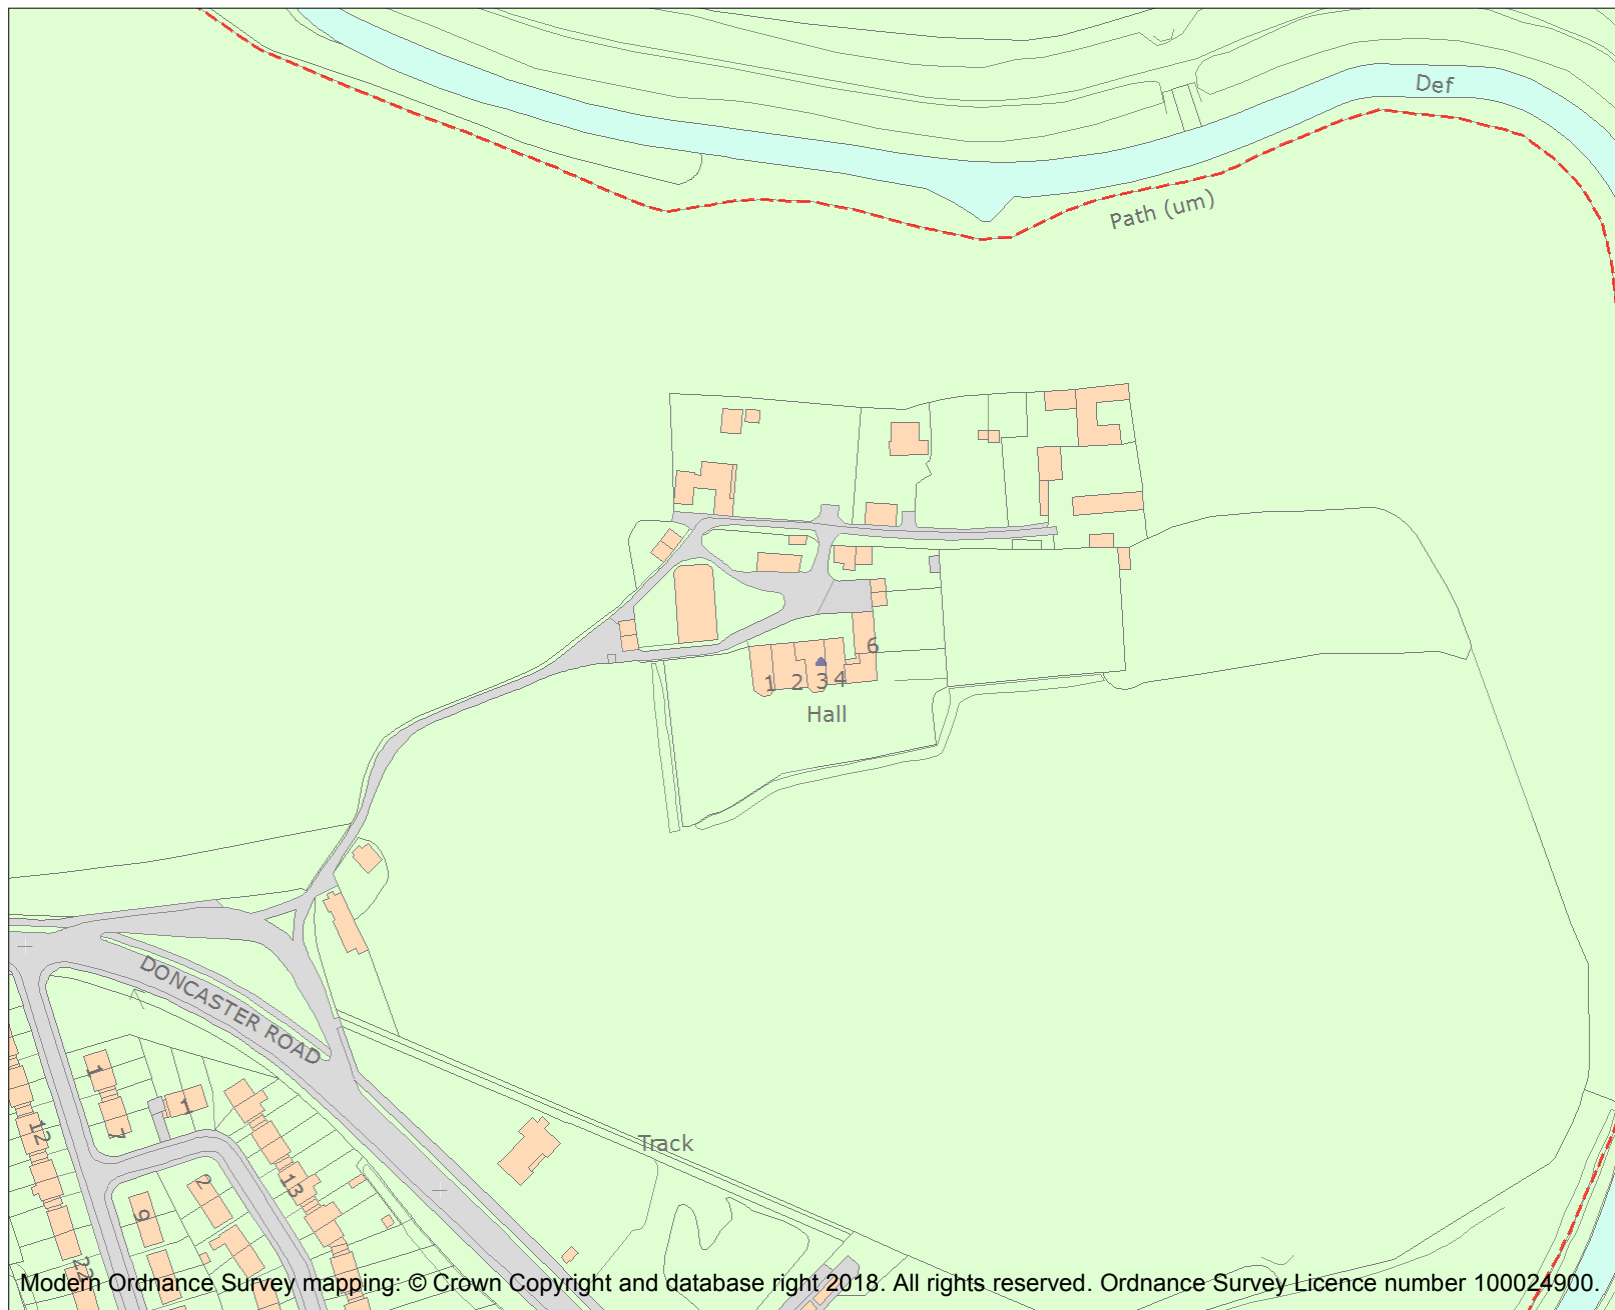 Def
Path (um)
6
1 2 3 4
Hall
DONCASTER ROAD
1
7
1
12
Track
13
2
9
22
Modern Ordnance Survey mapping: © Crown Copyright and database right 2018. All rights reserved. Ordnance Survey Licence number 100024900.